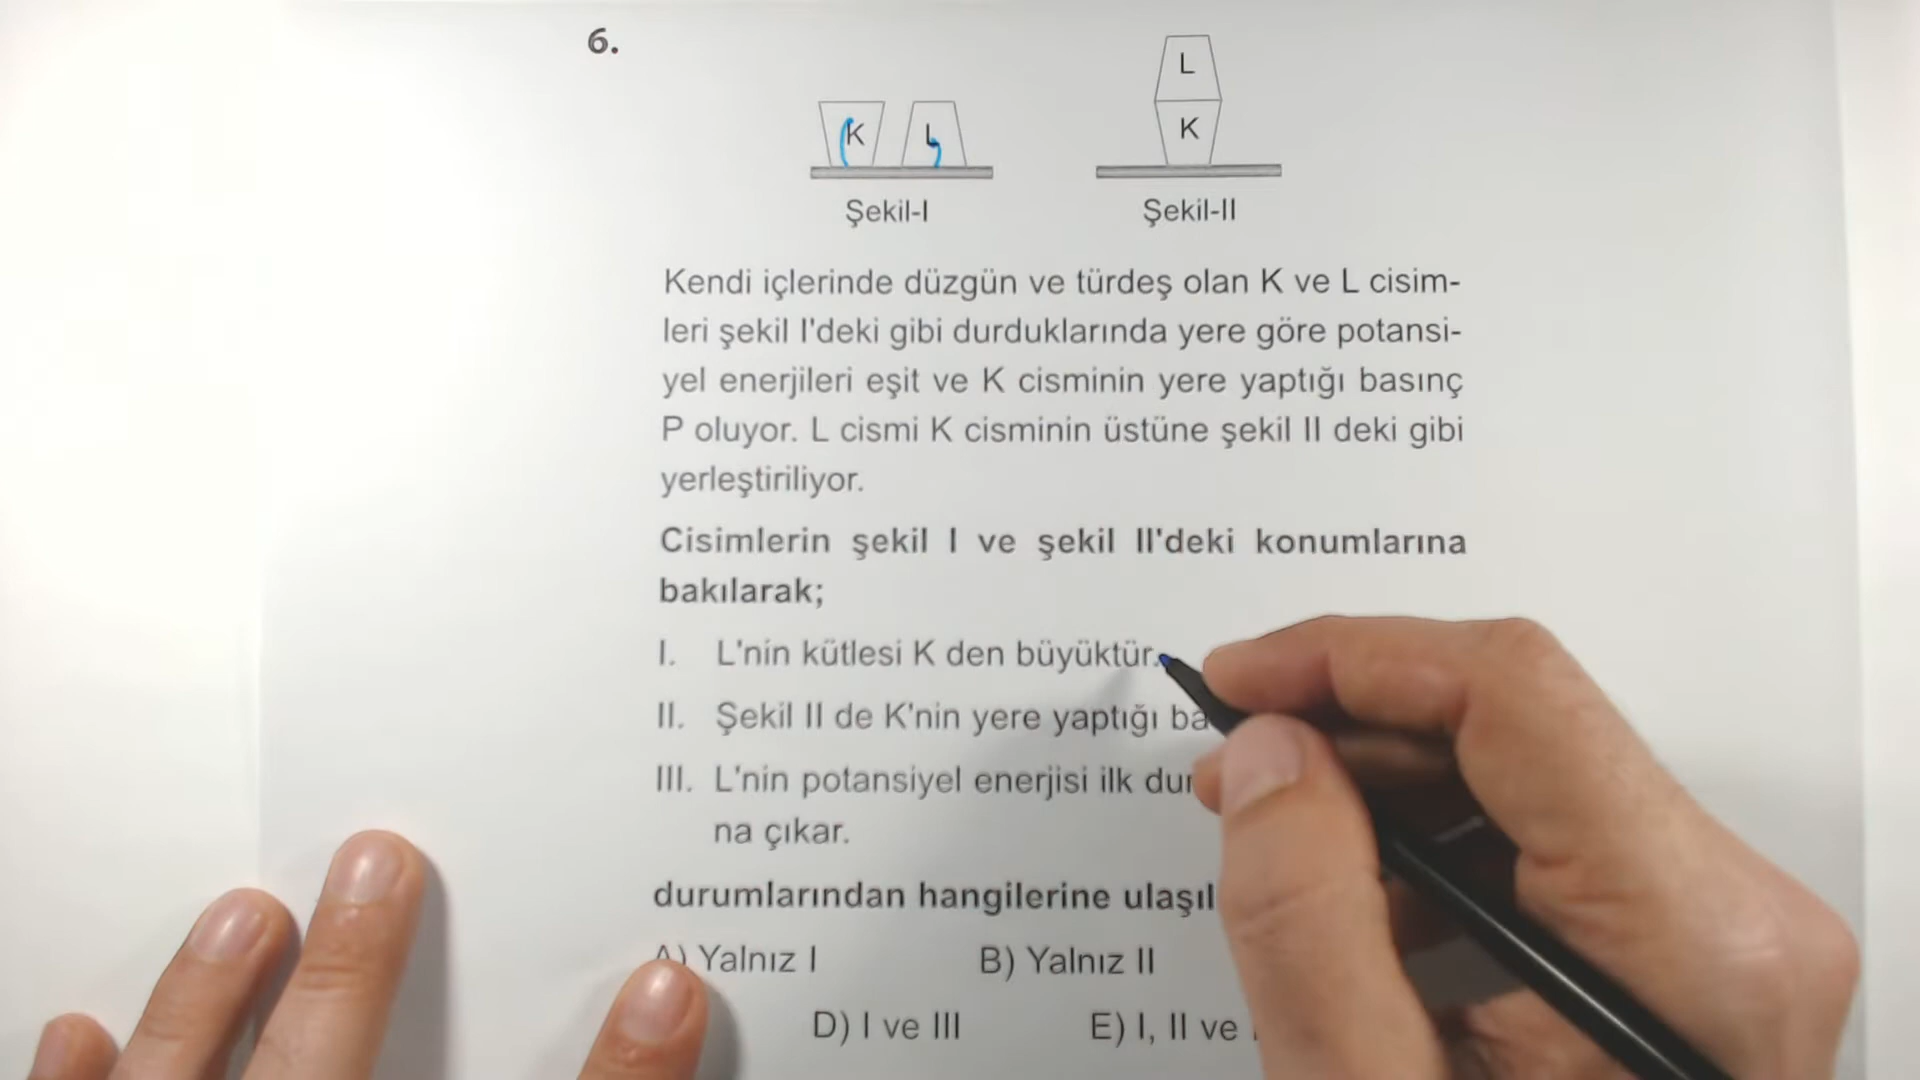 6.
L
K L K
Şekil-I Şekil-II
Kendi içlerinde düzgün ve türdeş olan K ve L cisim-
leri şekil I'deki gibi durduklarında yere göre potansi-
yel enerjileri eşit ve K cisminin yere yaptığı basınç
P oluyor. L cismi K cisminin üstüne şekil II deki gibi
yerleştiriliyor.
Cisimlerin şekil I ve şekil II'deki konumlarına
bakılarak;
I. L'nin kütlesi K den büyüktür.
II. Şekil II de K'nin yere yaptığı
III. L'nin potansiyel enerjisi ilk
na çıkar.
durumlarından hangilerine
A) Yalnız I B) Yalnız II
D) I ve III E) I, II ve